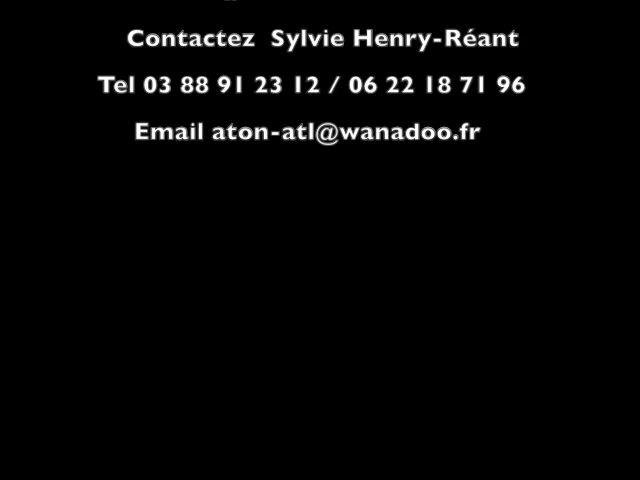 Contactez Sylvie Henry-Réant
Tel 03 88 91 23 12 / 06 22 18 71 96
Email aton-atl@wanadoo.fr